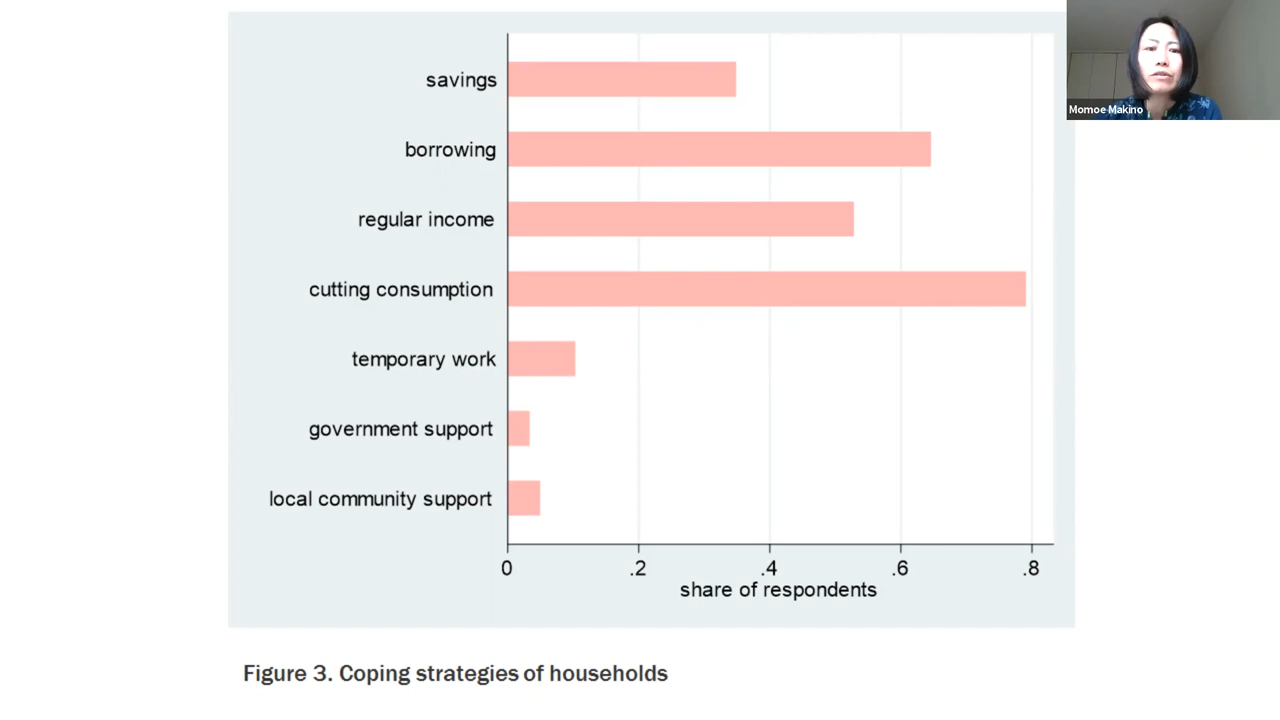 Momoe Makino
savings
borrowing
regular income
cutting consumption
temporary work
government support
local community support
0 .2 .4 .6 .8
share of respondents
Figure 3. Coping strategies of households